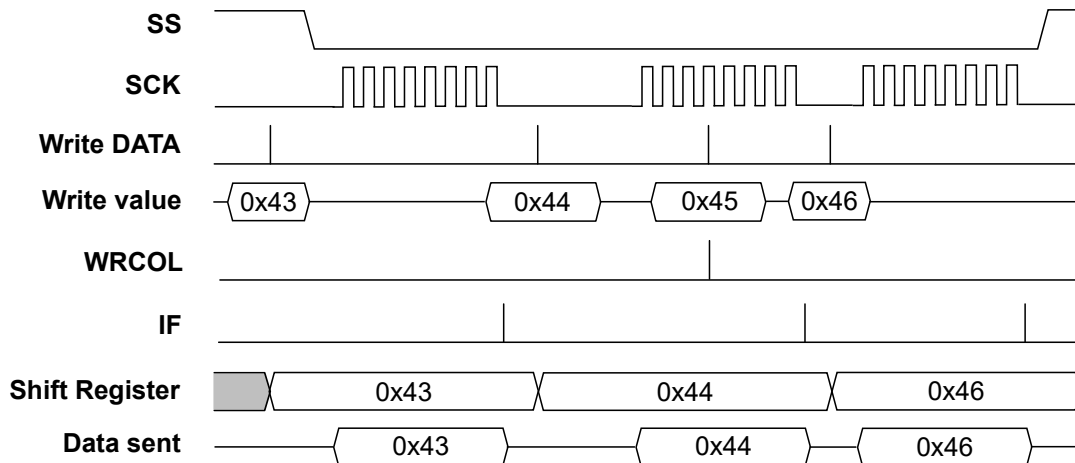 SS
SCK
Write DATA
Write value 0x43 0x44 0x45 0x46
WRCOL
IF
Shift Register 0x43 0x44 0x46
Data sent 0x43 0x44 0x46